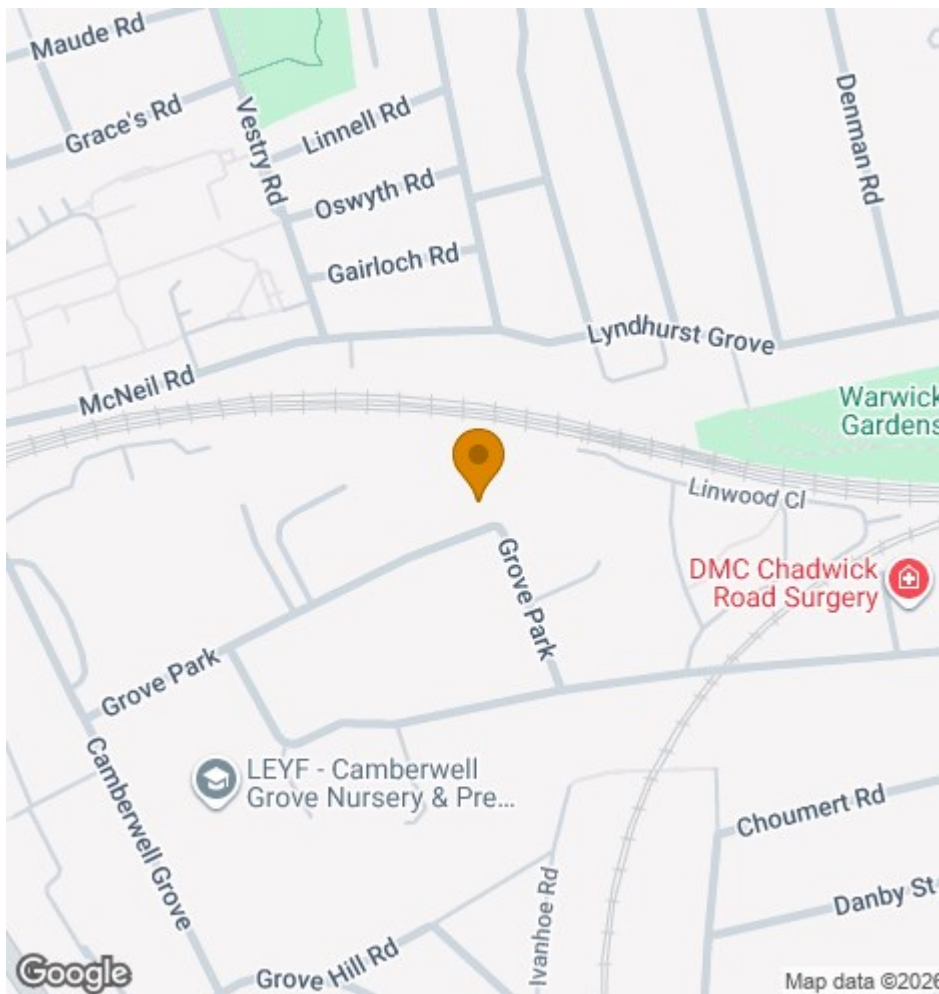 Maude Rd
Grace's Rd
Vestry Rd
Linnell Rd
Oswyth Rd
Gairloch Rd
Denman Rd
Lyndhurst Grove
McNeil Rd
Warwick
Gardens
Linwood Cl
DMC Chadwick
Road Surgery
Grove Park
Grove Park
Camberwell Grove
LEYF - Camberwell
Grove Nursery & Pre...
Choumert Rd
Danby St
Ivanhoe Rd
Grove Hill Rd
Google
Map data ©2026